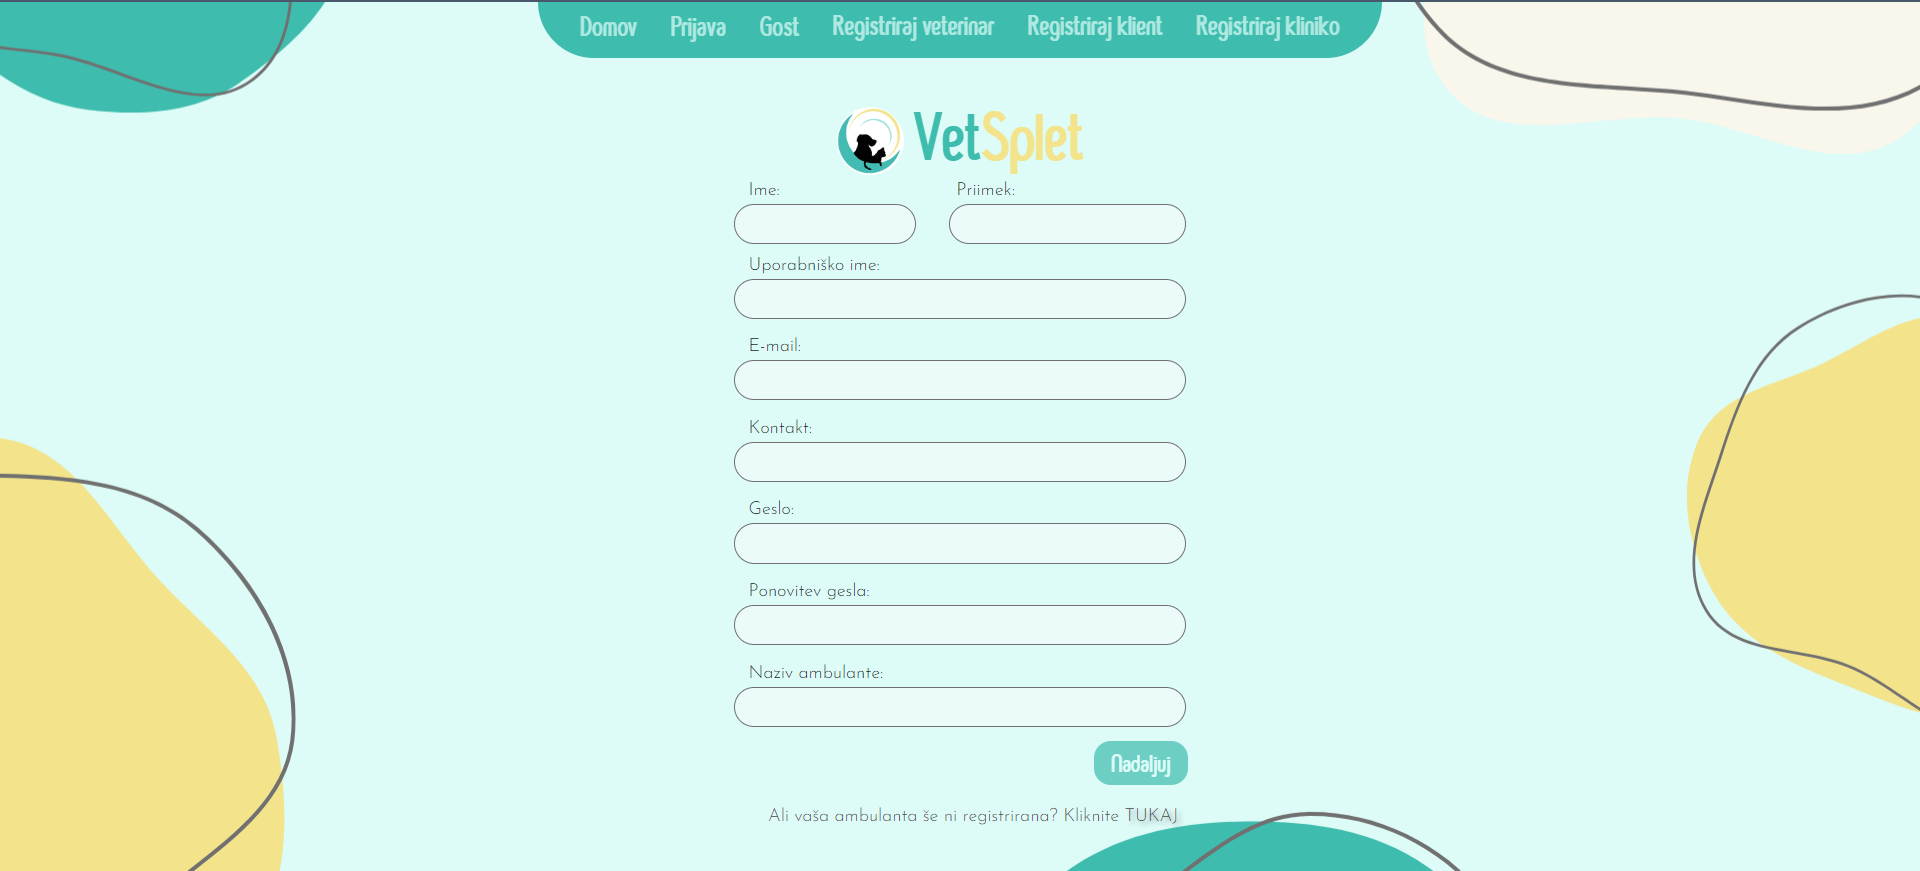 Domov Prijava Gost Registriraj veterinar Registriraj klient Registriraj kliniko
VetSplet
Ime: Priimek:
Uporabniško ime:
E-mail:
Kontakt:
Geslo:
Ponovitev gesla:
Naziv ambulante:
Nadaljuj
Ali vaša ambulanta še ni registrirana? Kliknite TUKAJ